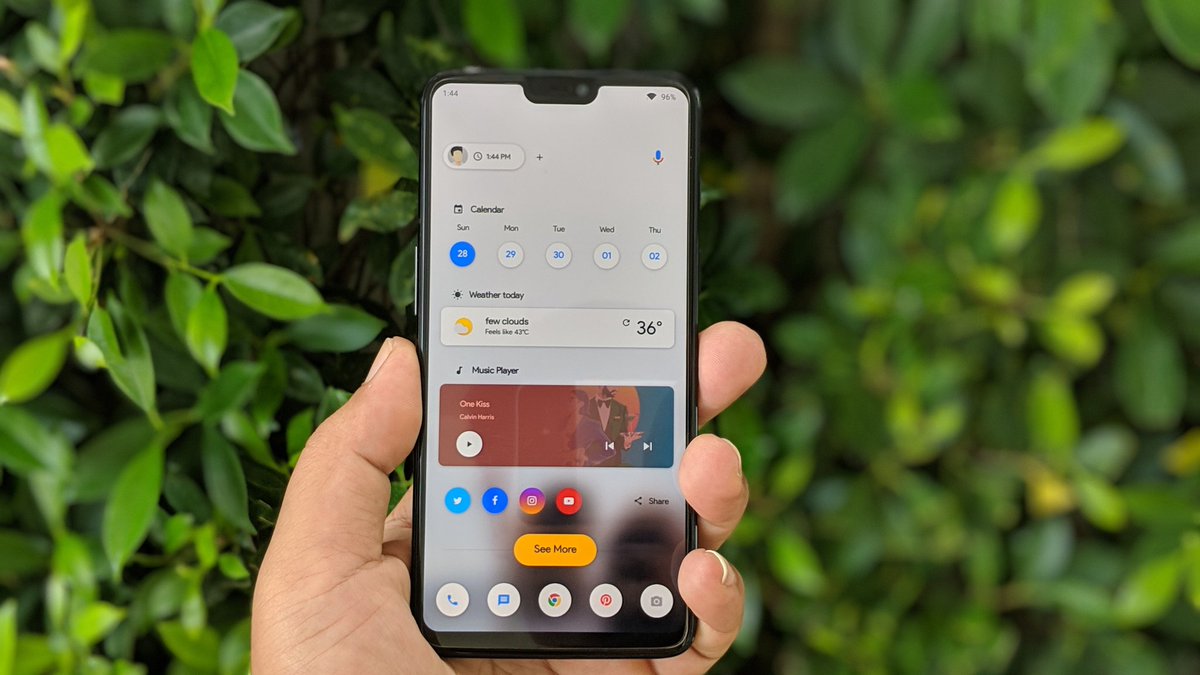 1:44 96%
1:44 PM +
Calendar
Sun Mon Tue Wed Thu
28 29 30 01 02
Weather today
few clouds
Feels like 43°C
36°
Music Player
One Kiss
Calvin Harris
Share
See More